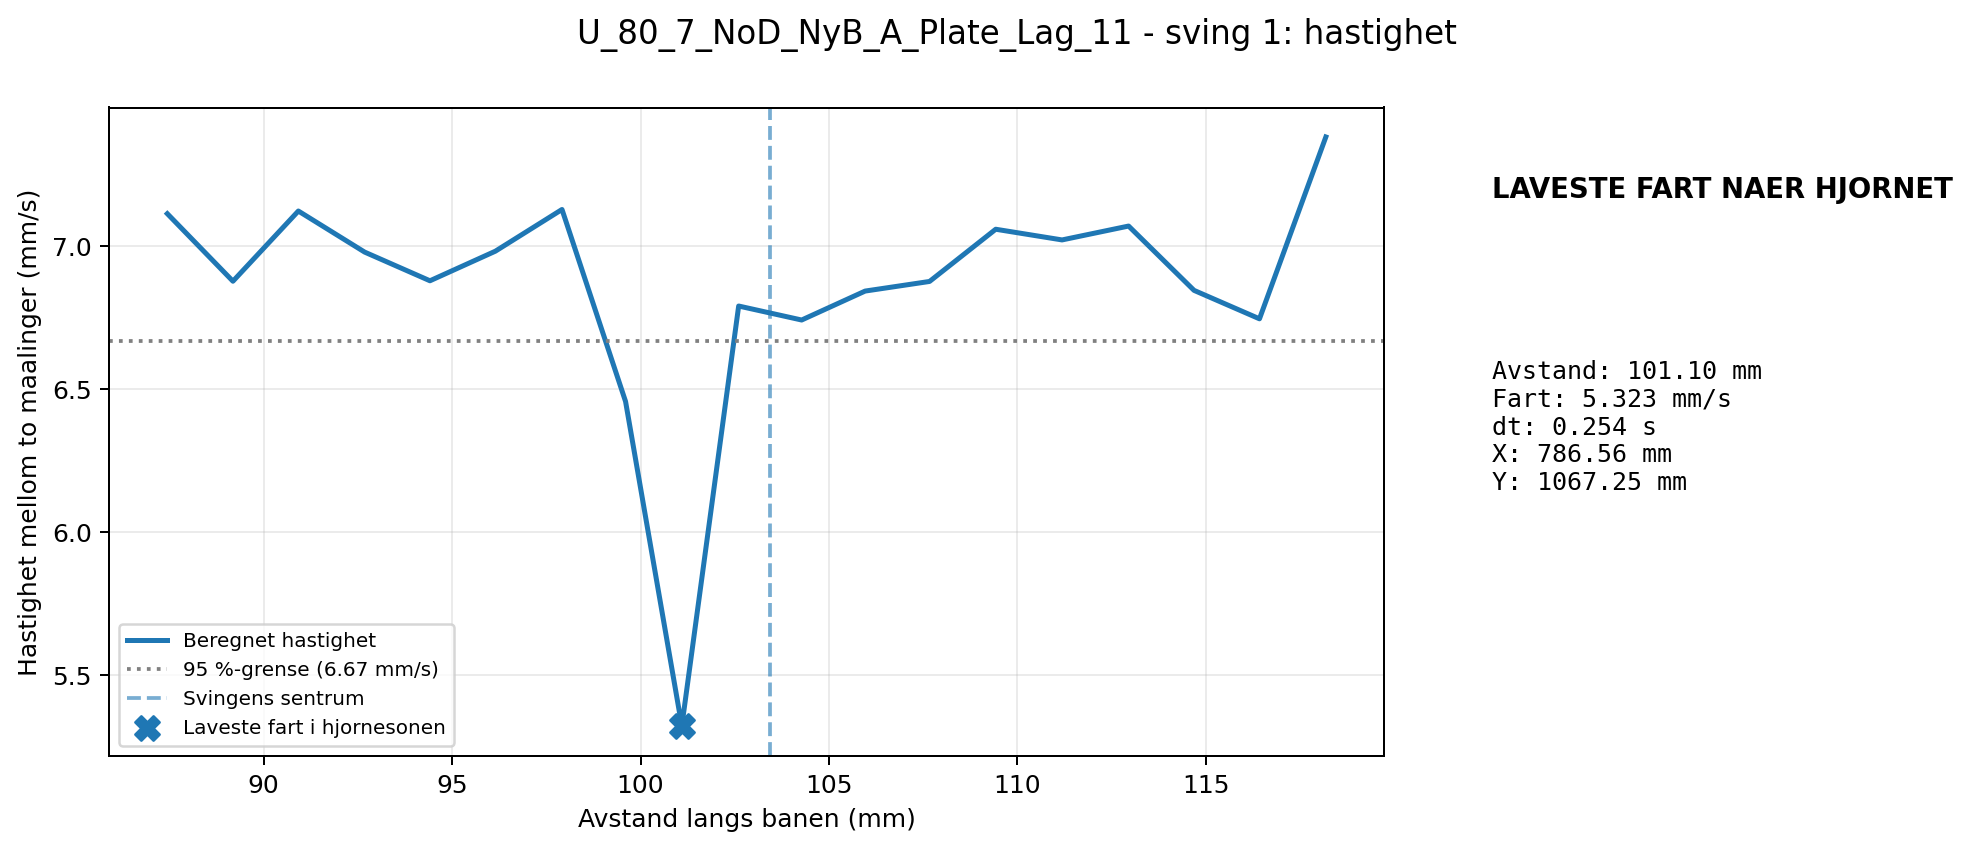 U_80_7_NoD_NyB_A_Plate_Lag_11 - sving 1: hastighet
Hastighet mellom to maalinger (mm/s)
7.0
6.5
6.0
5.5
Beregnet hastighet
95 %-grense (6.67 mm/s)
Svingens sentrum
Laveste fart i hjornesonen
90
95
100
105
110
115
Avstand langs banen (mm)
LAVESTE FART NAER HJORNET
Avstand: 101.10 mm
Fart: 5.323 mm/s
dt: 0.254 s
X: 786.56 mm
Y: 1067.25 mm